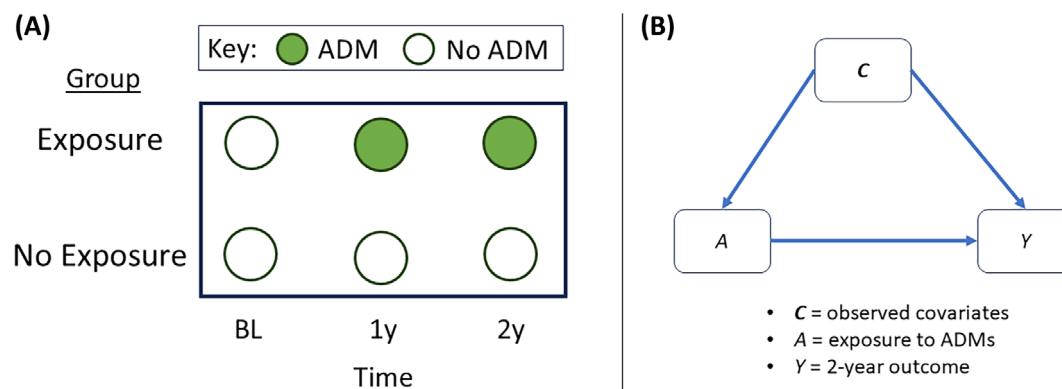 (A)
Key: ADM No ADM
Group
Exposure
No Exposure
BL 1y 2y
Time
(B)
C
A Y
• C = observed covariates
• A = exposure to ADMs
• Y = 2-year outcome